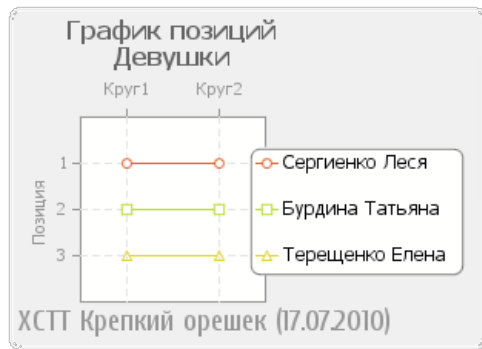 График позиций
Девушки
Круг1 Круг2
Позиция
1 Сергиенко Леся
2 Бурдина Татьяна
3 Терещенко Елена
ХСТТ Крепкий орешек (17.07.2010)